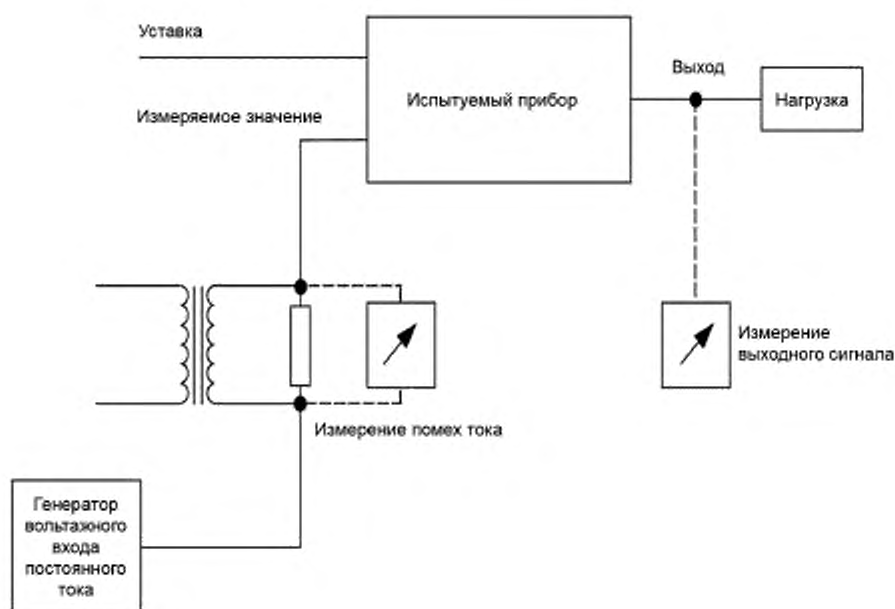 Уставка
Измеряемое значение
Испытуемый прибор
Выход
Нагрузка
Измерение
выходного сигнала
Измерение помех тока
Генератор
вольтажного
входа
постоянного
тока